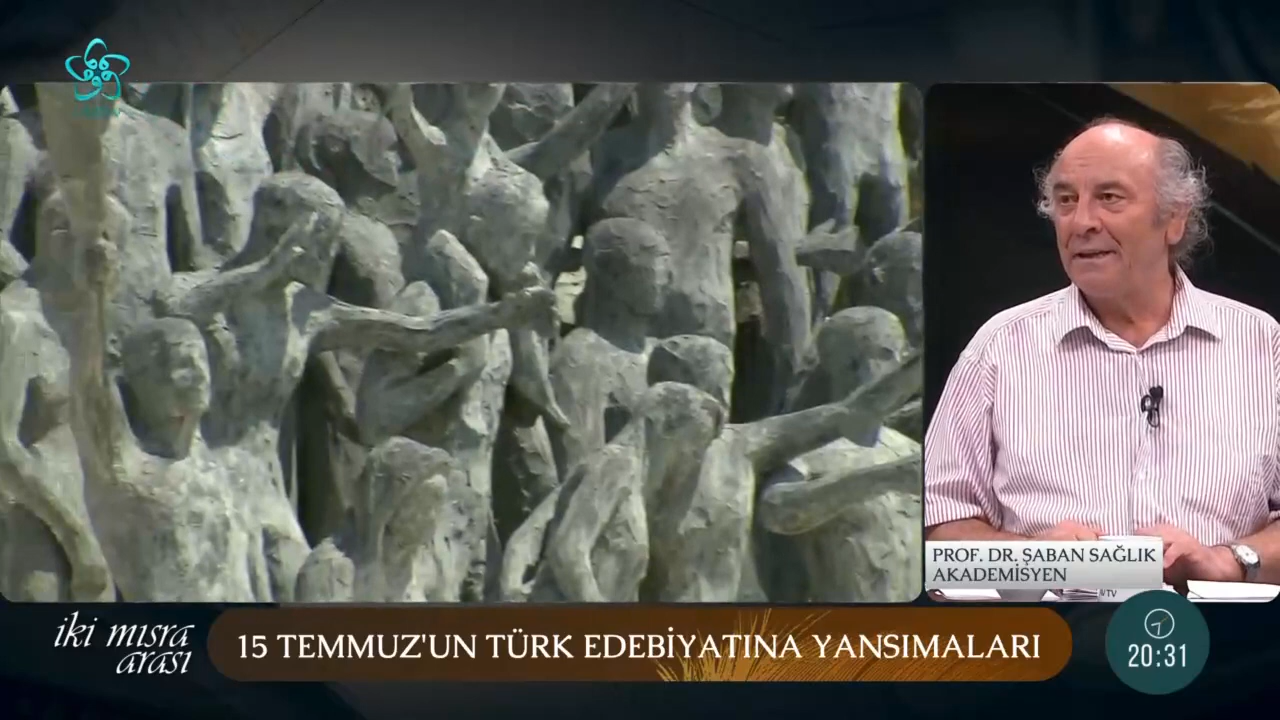 PROF. DR. ŞABAN SAĞLIK
AKADEMİSYEN
iki mısra
arası
15 TEMMUZ'UN TÜRK EDEBİYATINA YANSIMALARI
20:31